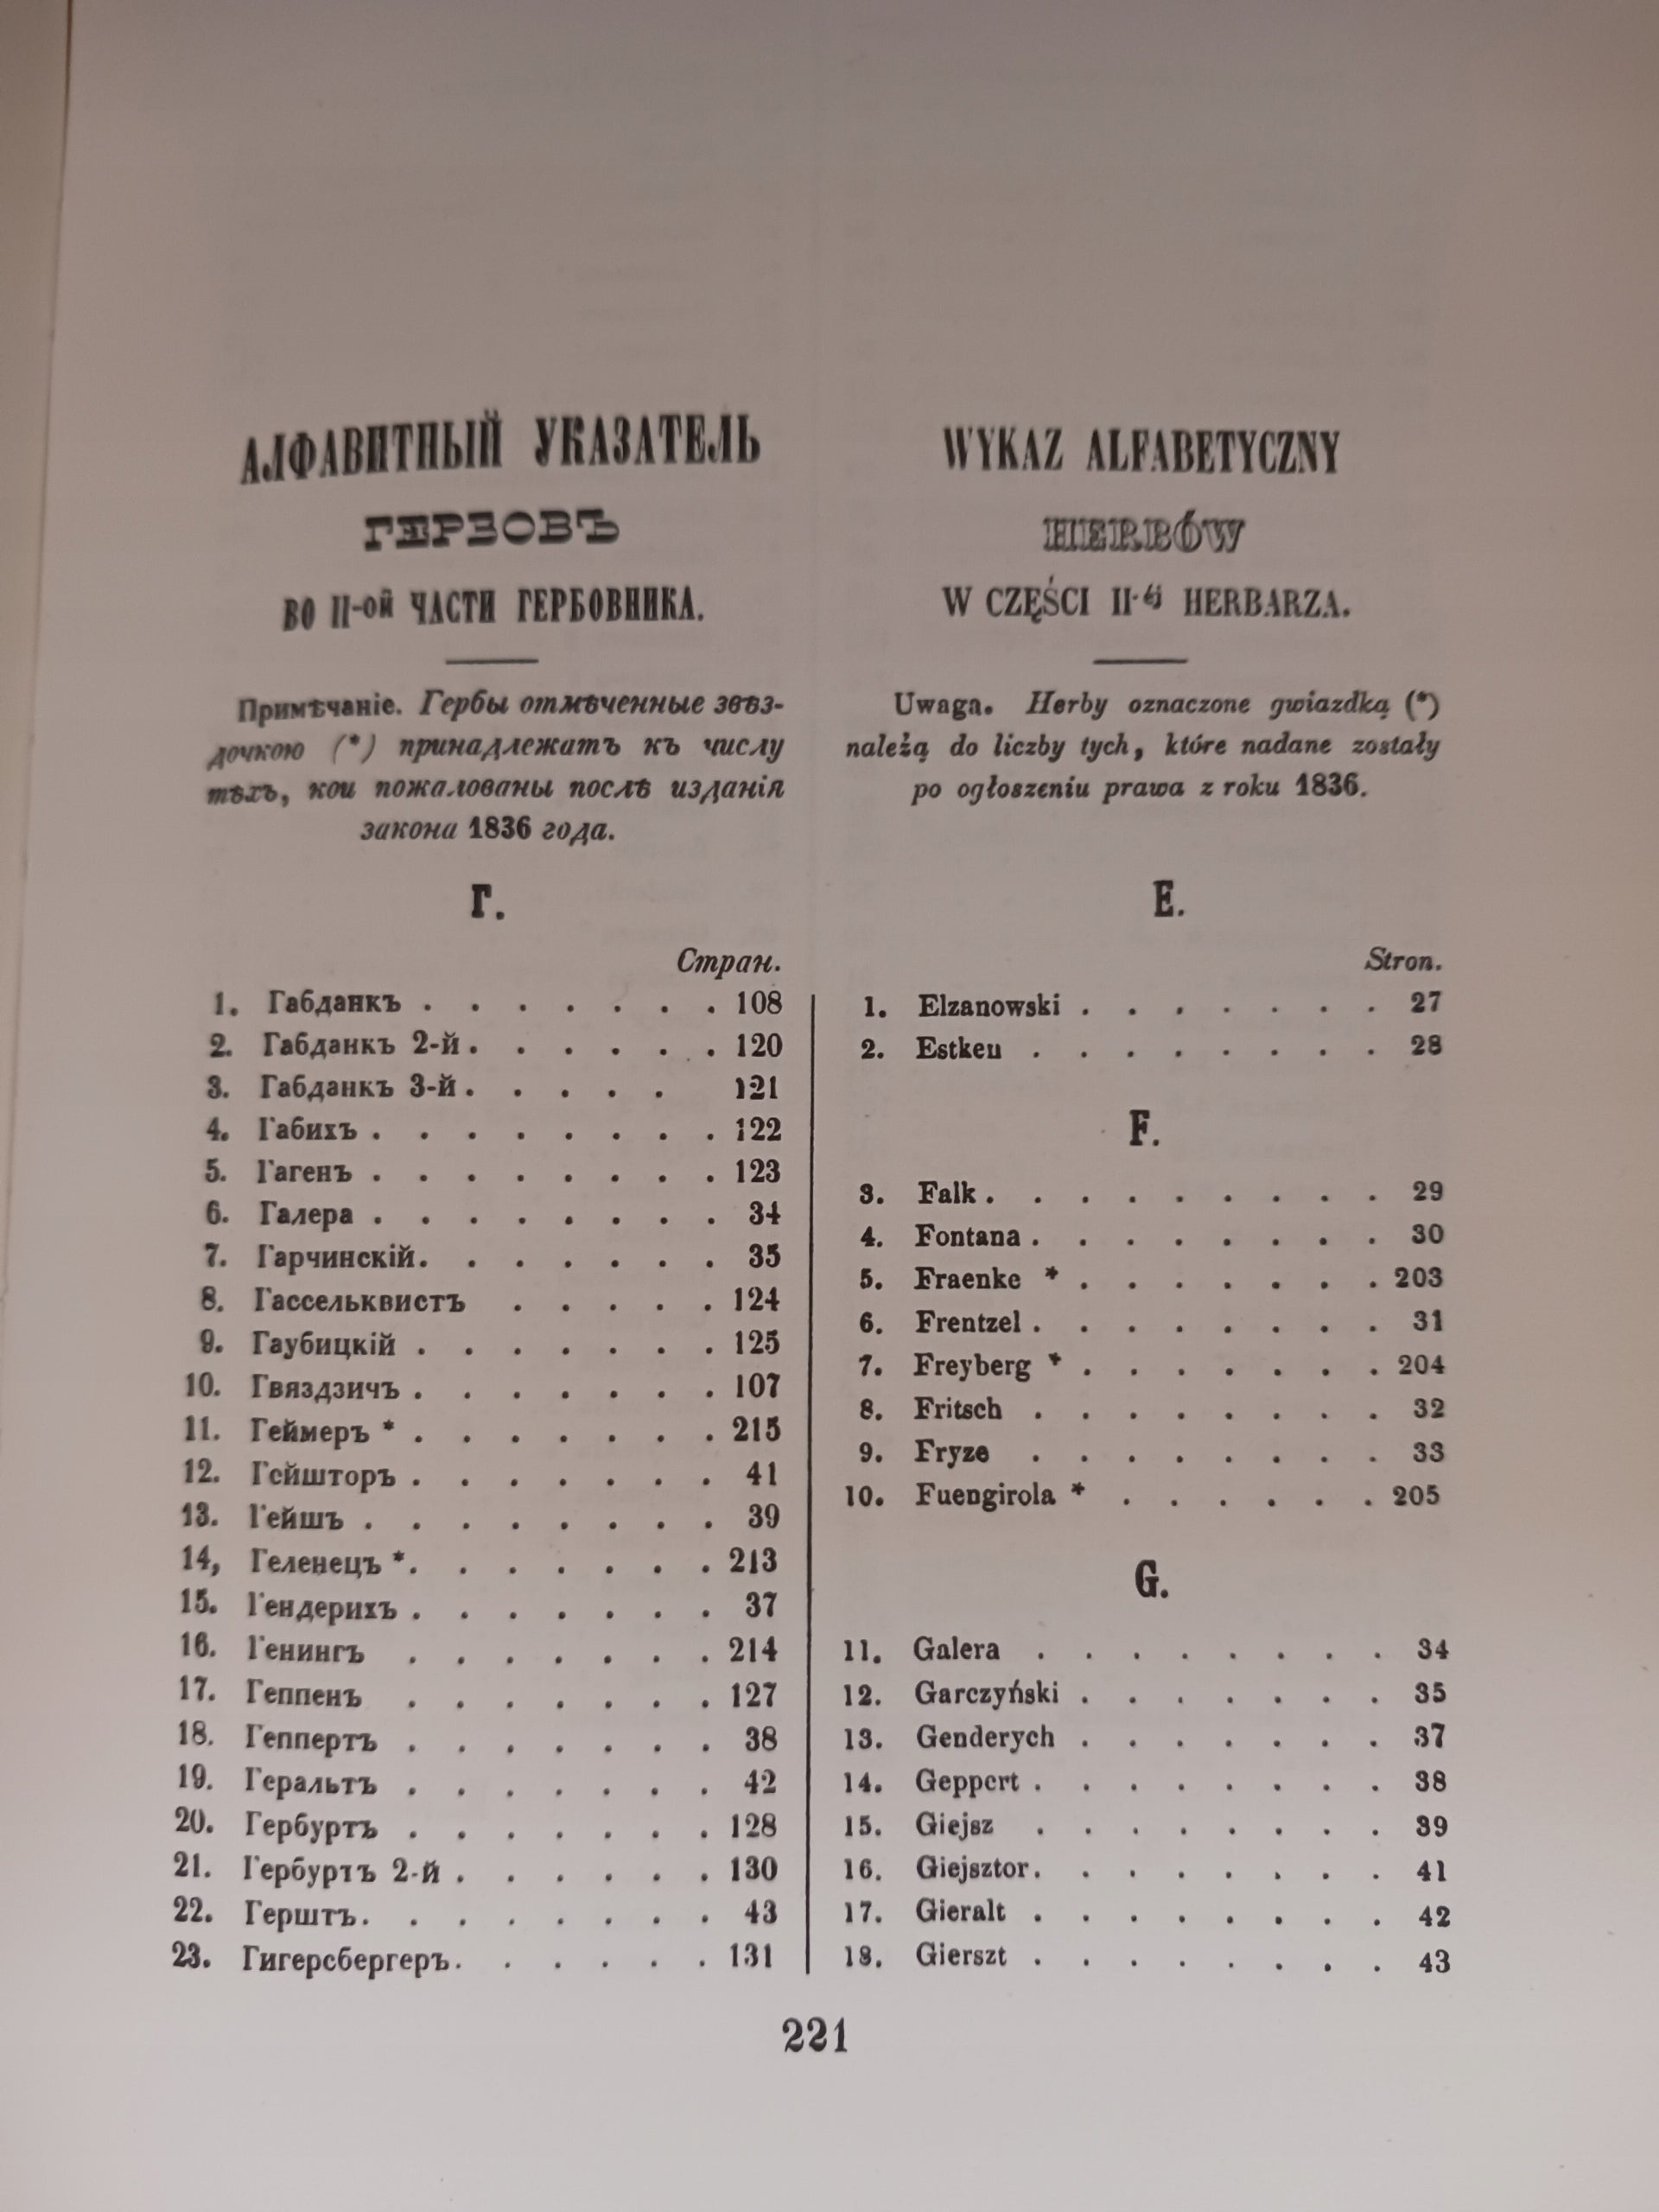 АЛФАВИТНЫЙ УКАЗАТЕЛЬ
ГЕРБОВЪ
ВО II-ОЙ ЧАСТИ ГЕРБОВНИКА.
Примѣчаніе. Гербы отмѣченные звѣз-
дочкою (*) принадлежатъ къ числу
тѣхъ, кои пожалованы послѣ изданія
закона 1836 года.
Г.
Стран.
1. Габданкъ . . . . . . . 108
2. Габданкъ 2-й . . . . . . 120
3. Габданкъ 3-й . . . . . 121
4. Габихъ . . . . . . . . 122
5. Гагенъ . . . . . . . . 123
6. Галера . . . . . . . . 34
7. Гарчинскій . . . . . . . 35
8. Гассельквистъ . . . . . 124
9. Гаубицкій . . . . . . . 125
10. Гвяздзичъ . . . . . . . 107
11. Геймеръ * . . . . . . . 215
12. Гейшторъ . . . . . . . 41
13. Гейшъ . . . . . . . . 39
14, Геленецъ * . . . . . . . 213
15. Гендерихъ . . . . . . . 37
16. Генингъ . . . . . . . 214
17. Геппенъ . . . . . . . 127
18. Геппертъ . . . . . . . 38
19. Геральтъ . . . . . . . 42
20. Гербуртъ . . . . . . . 128
21. Гербуртъ 2-й . . . . . . 130
22. Герштъ . . . . . . . . 43
23. Гигерсбергеръ . . . . . . 131
WYKAZ ALFABETYCZNY
HERBÓW
W CZĘŚCI II-éj HERBARZA.
Uwaga. Herby oznaczone gwiazdką (*)
należą do liczby tych, które nadane zostały
po ogłoszeniu prawa z roku 1836.
E.
Stron.
1. Elzanowski . . . . . . . 27
2. Estken . . . . . . . . 28
F.
3. Falk . . . . . . . . . 29
4. Fontana . . . . . . . . 30
5. Fraenke * . . . . . . . 203
6. Frentzel . . . . . . . . 31
7. Freyberg * . . . . . . . 204
8. Fritsch . . . . . . . . 32
9. Fryze . . . . . . . . 33
10. Fuengirola * . . . . . . 205
G.
11. Galera . . . . . . . . 34
12. Garczyński . . . . . . . 35
13. Genderych . . . . . . . 37
14. Geppert . . . . . . . . 38
15. Giejsz . . . . . . . . 39
16. Giejsztor . . . . . . . . 41
17. Gieralt . . . . . . . . 42
18. Gierszt . . . . . . . . 43
221